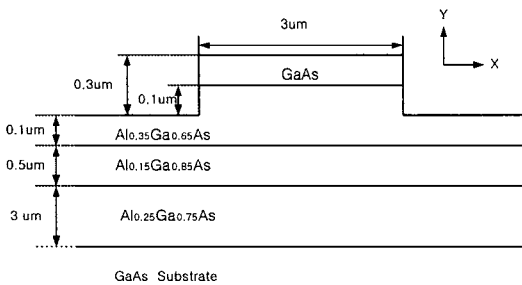 3um
Y
X
GaAs
0.3um
0.1um
0.1um
Al0.35Ga0.65As
0.5um
Al0.15Ga0.85As
3 um
Al0.25Ga0.75As
GaAs Substrate